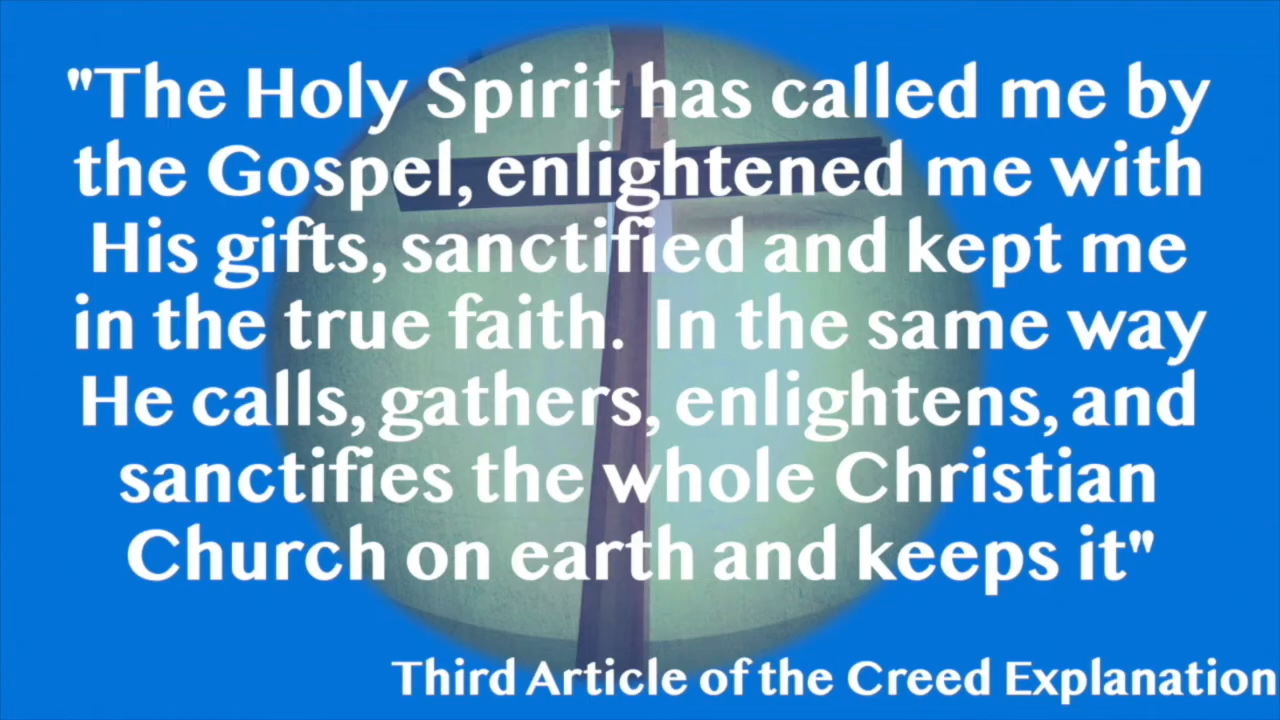 "The Holy Spirit has called me by
the Gospel, enlightened me with
His gifts, sanctified and kept me
in the true faith. In the same way
He calls, gathers, enlightens, and
sanctifies the whole Christian
Church on earth and keeps it"
Third Article of the Creed Explanation